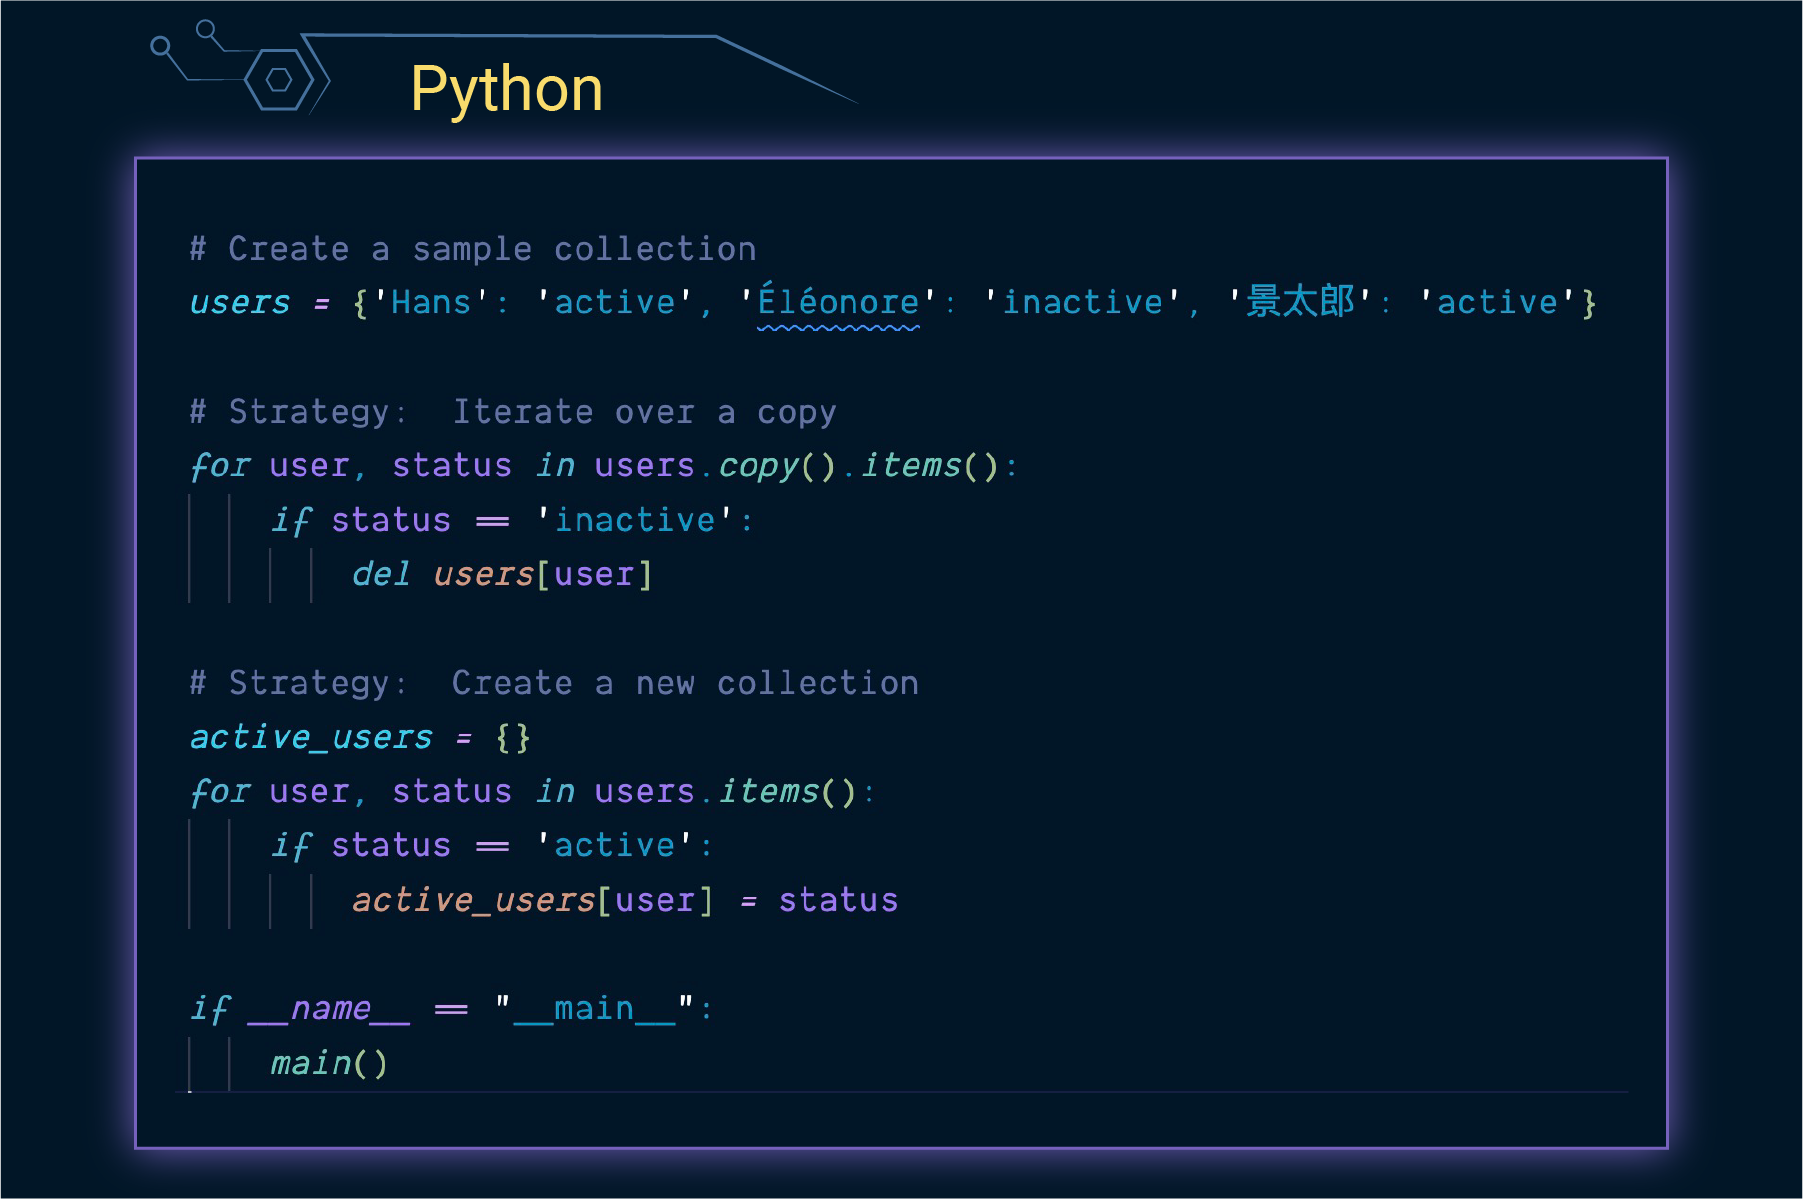 Python
# Create a sample collection
users = {'Hans': 'active', 'Éléonore': 'inactive', '景太郎': 'active'}
# Strategy:  Iterate over a copy
for user, status in users.copy().items():
    if status == 'inactive':
        del users[user]
# Strategy:  Create a new collection
active_users = {}
for user, status in users.items():
    if status == 'active':
        active_users[user] = status
if __name__ == "__main__":
    main()